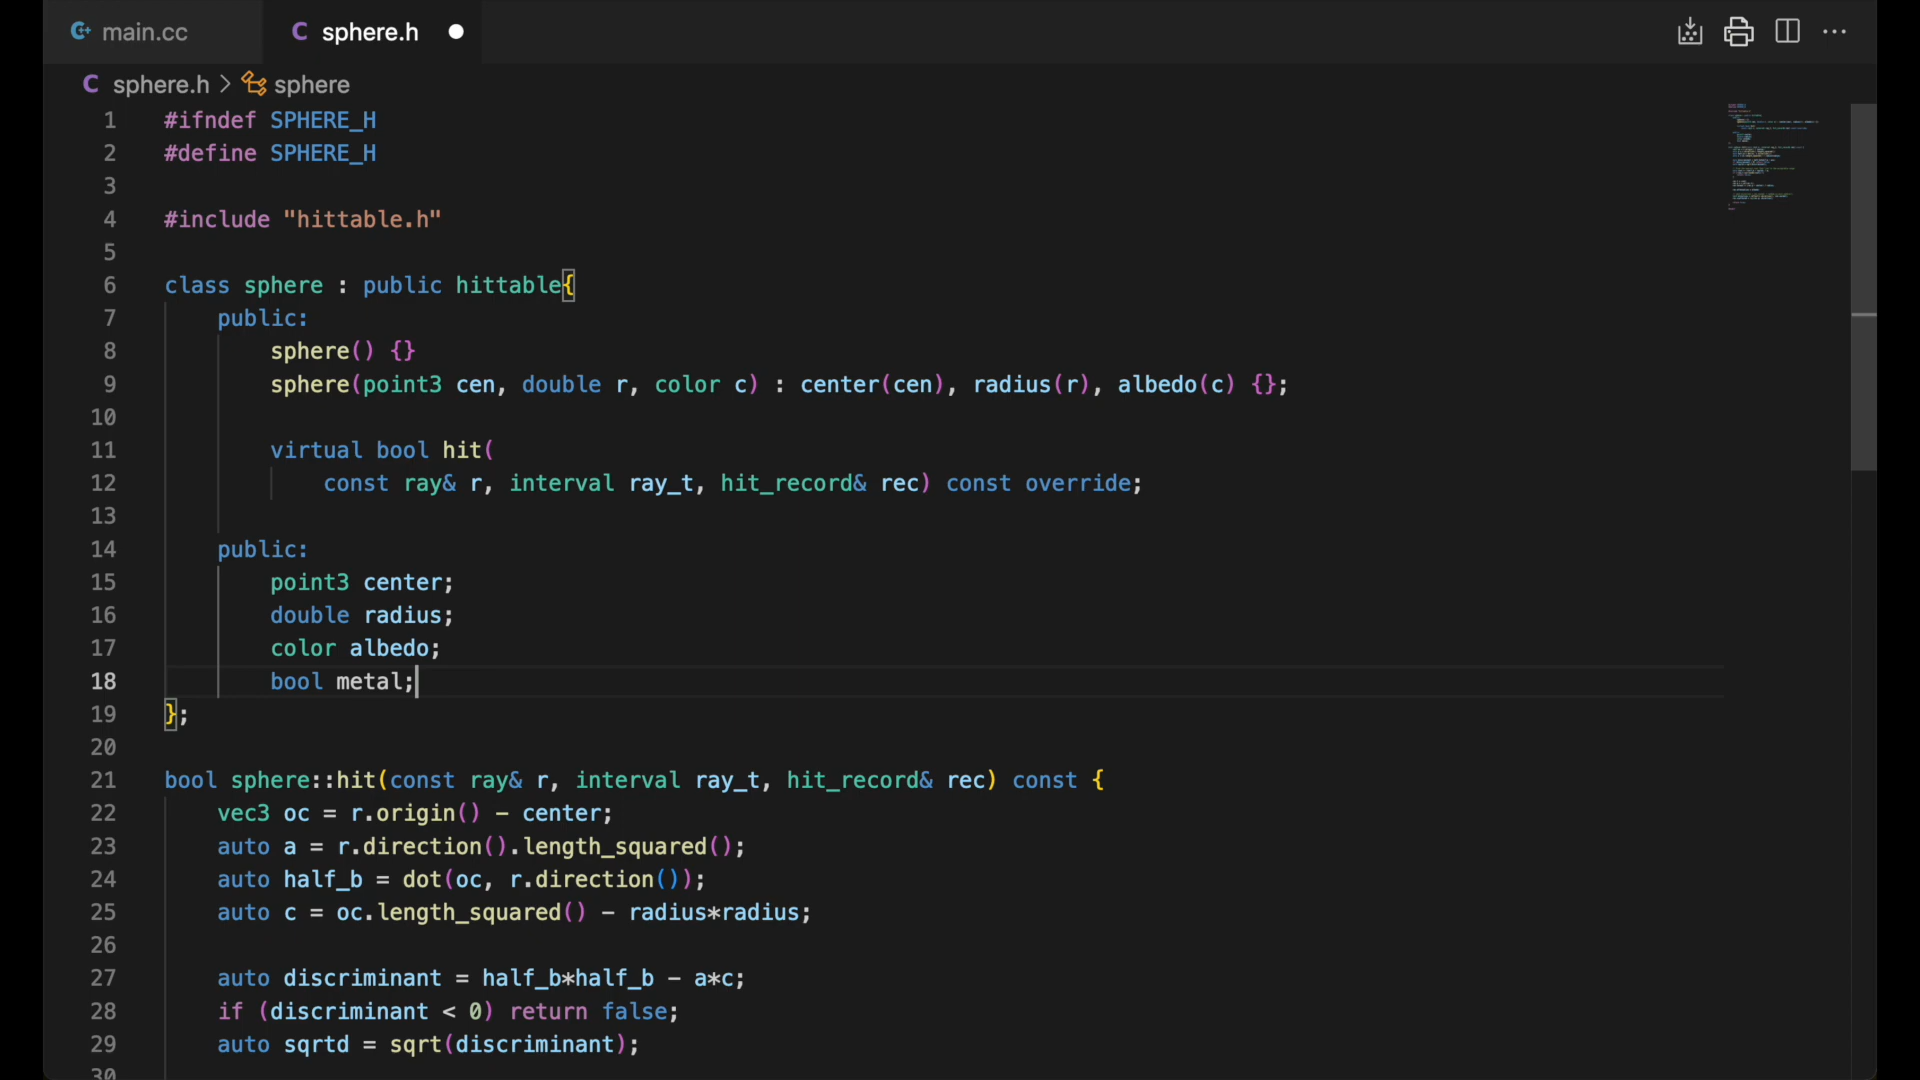 main.cc
sphere.h
sphere.h > sphere
1 #ifndef SPHERE_H
2 #define SPHERE_H
3
4 #include "hittable.h"
5
6 class sphere : public hittable{
7 public:
8 sphere() {}
9 sphere(point3 cen, double r, color c) : center(cen), radius(r), albedo(c) {};
10
11 virtual bool hit(
12 const ray& r, interval ray_t, hit_record& rec) const override;
13
14 public:
15 point3 center;
16 double radius;
17 color albedo;
18 bool metal;
19 };
20
21 bool sphere::hit(const ray& r, interval ray_t, hit_record& rec) const {
22 vec3 oc = r.origin() - center;
23 auto a = r.direction().length_squared();
24 auto half_b = dot(oc, r.direction());
25 auto c = oc.length_squared() - radius*radius;
26
27 auto discriminant = half_b*half_b - a*c;
28 if (discriminant < 0) return false;
29 auto sqrtd = sqrt(discriminant);
30